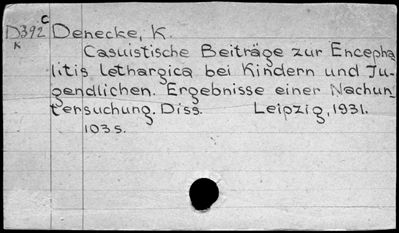 C
D392 Denecke, K.
K
Casuistische Beiträge zur Encepha-
litis lethargica bei Kindern und Ju-
gendlichen. Ergebnisse einer Nachun-
tersuchung. Diss. Leipzig, 1931.
103 s.